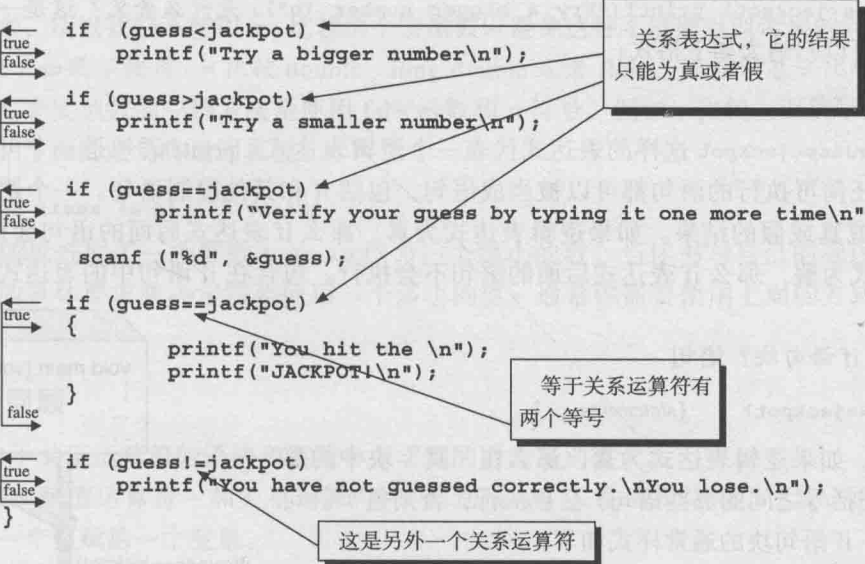 if (guess<jackpot)
true
false
printf("Try a bigger number\n");
关系表达式，它的结果
只能为真或者假
if (guess>jackpot)
true
false
printf("Try a smaller number\n");
if (guess==jackpot)
true
false
printf("Verify your guess by typing it one more time\n"
scanf ("%d", &guess);
if (guess==jackpot)
true
{
printf("You hit the \n");
printf("JACKPOT!\n");
}
false
等于关系运算符有
两个等号
if (guess!=jackpot)
true
false
printf("You have not guessed correctly.\nYou lose.\n");
}
这是另外一个关系运算符